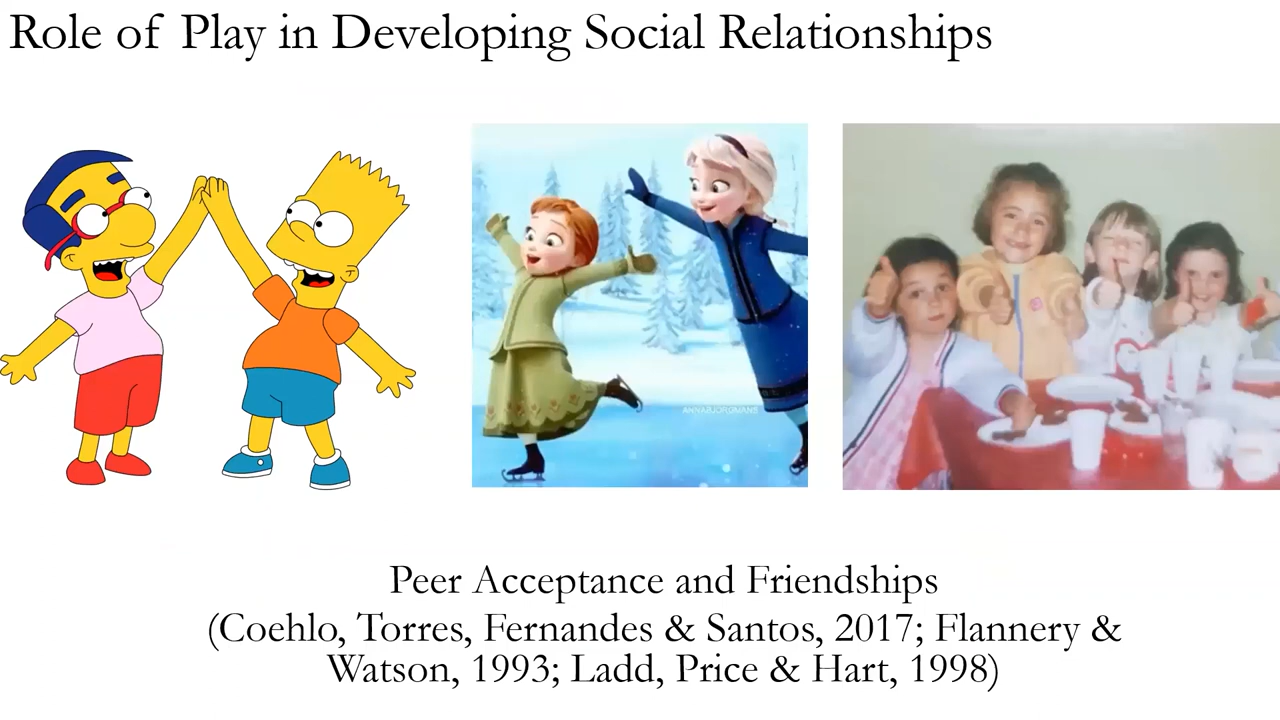 Role of Play in Developing Social Relationships
ANNABJORGMANS
Peer Acceptance and Friendships
(Coehlo, Torres, Fernandes & Santos, 2017; Flannery &
Watson, 1993; Ladd, Price & Hart, 1998)